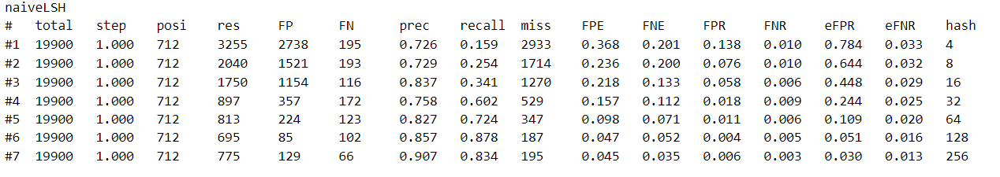 naiveLSH
# total step posi res FP FN prec recall miss FPE FNE FPR FNR eFPR eFNR hash
#1 19900 1.000 712 3255 2738 195 0.726 0.159 2933 0.368 0.201 0.138 0.010 0.784 0.033 4
#2 19900 1.000 712 2040 1521 193 0.729 0.254 1714 0.236 0.200 0.076 0.010 0.644 0.032 8
#3 19900 1.000 712 1750 1154 116 0.837 0.341 1270 0.218 0.133 0.058 0.006 0.448 0.029 16
#4 19900 1.000 712 897 357 172 0.758 0.602 529 0.157 0.112 0.018 0.009 0.244 0.025 32
#5 19900 1.000 712 813 224 123 0.827 0.724 347 0.098 0.071 0.011 0.006 0.109 0.020 64
#6 19900 1.000 712 695 85 102 0.857 0.878 187 0.047 0.052 0.004 0.005 0.051 0.016 128
#7 19900 1.000 712 775 129 66 0.907 0.834 195 0.045 0.035 0.006 0.003 0.030 0.013 256